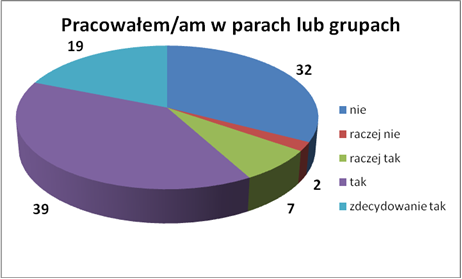 Pracowałem/am w parach lub grupach
19
32
nie
raczej nie
raczej tak
tak
zdecydowanie tak
2
7
39